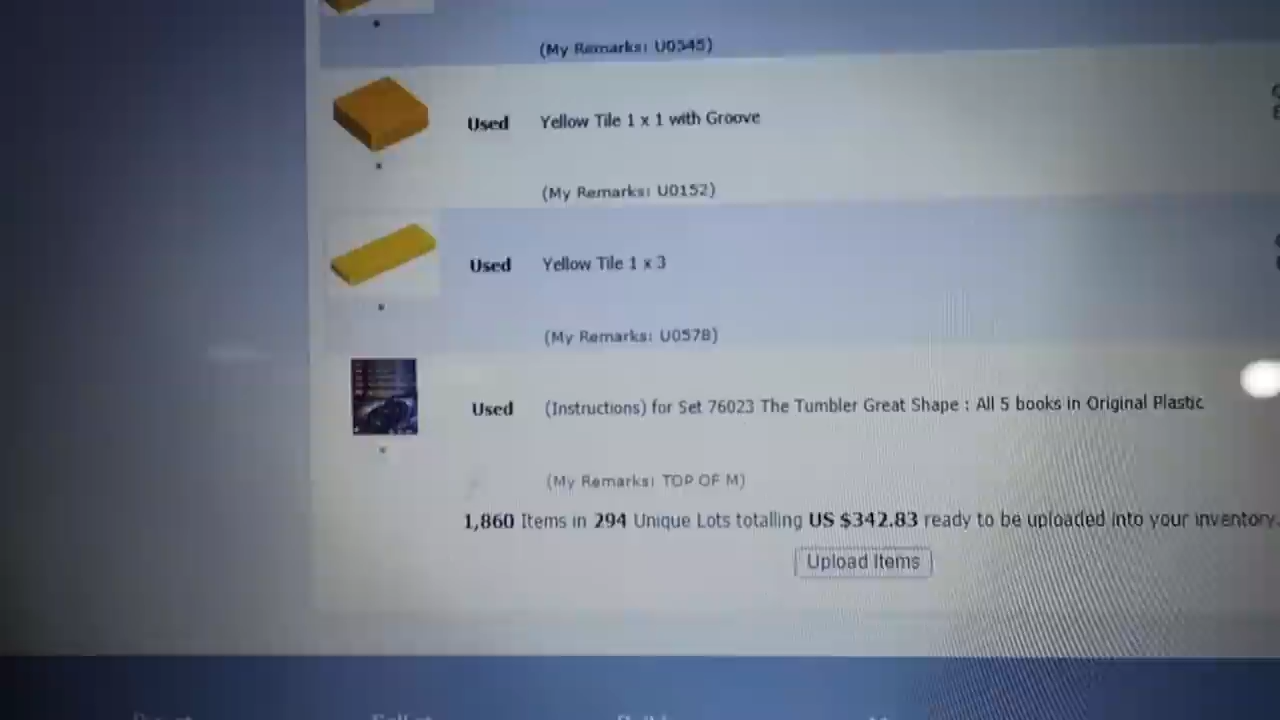 (My Remarks: U0545)
Used Yellow Tile 1 x 1 with Groove
(My Remarks: U0152)
Used Yellow Tile 1 x 3
(My Remarks: U0578)
Used (Instructions) for Set 76023 The Tumbler Great Shape : All 5 books in Original Plastic
(My Remarks: TOP OF M)
1,860 Items in 294 Unique Lots totalling US $342.83 ready to be uploaded into your inventory.
Upload Items